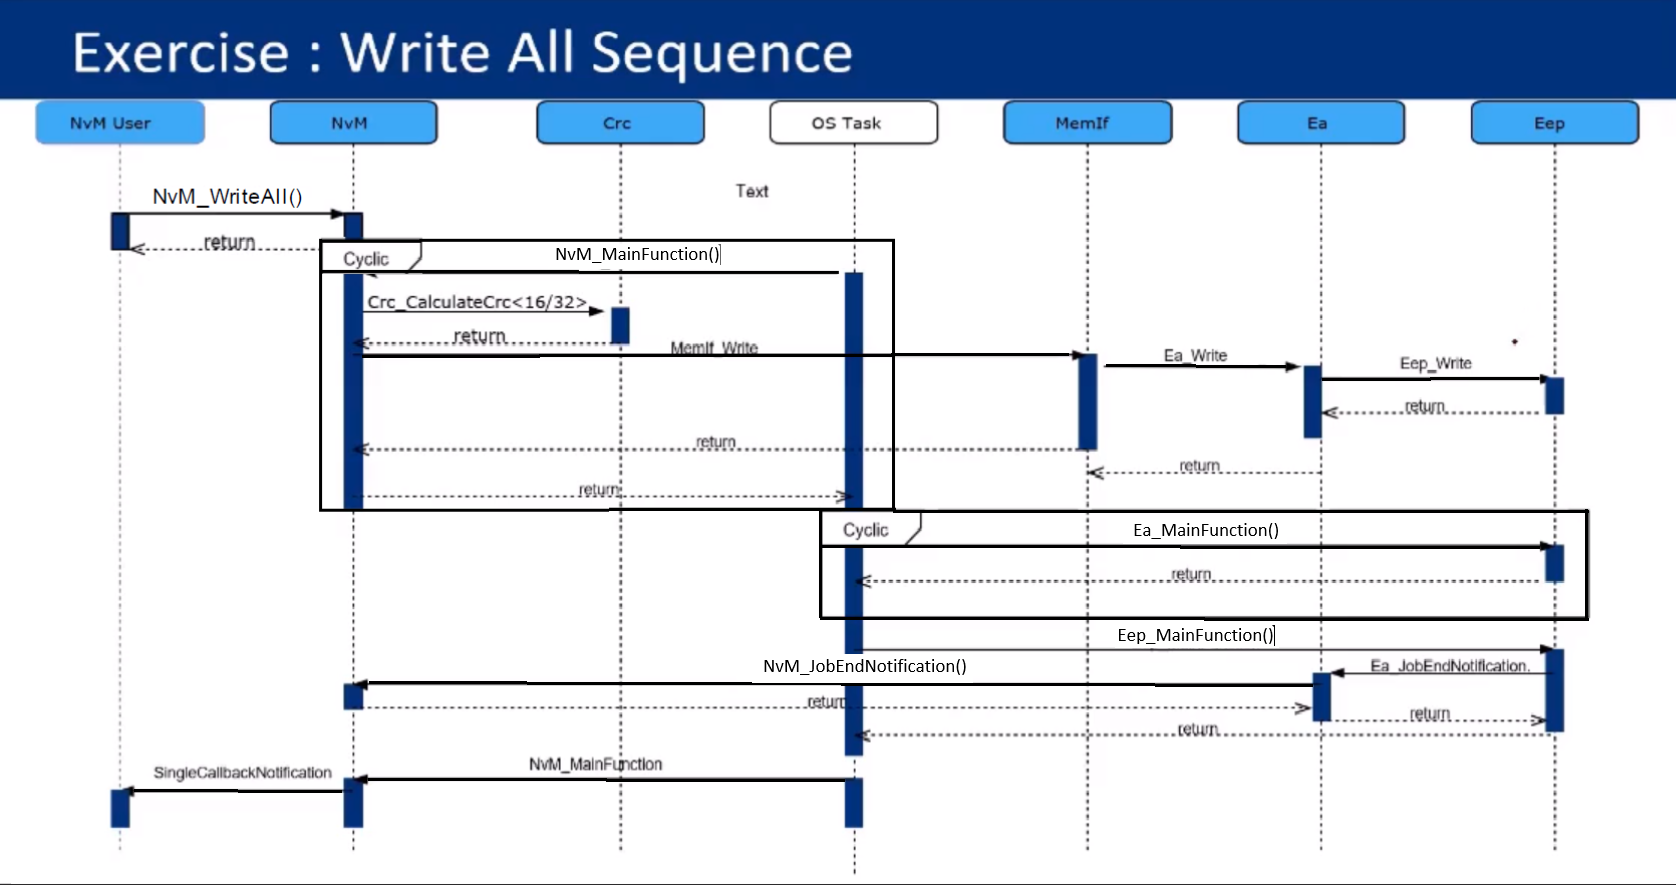 Exercise : Write All Sequence
NvM User
NvM
Crc
OS Task
MemIf
Ea
Eep
Text
NvM_WriteAll()
return
Cyclic
NvM_MainFunction()
Crc_CalculateCrc<16/32>
return
MemIf_Write
Ea_Write
Eep_Write
return
return
return
return
Cyclic
Ea_MainFunction()
return
Eep_MainFunction()
NvM_JobEndNotification()
Ea_JobEndNotification.
return
return
return
NvM_MainFunction
SingleCallbackNotification